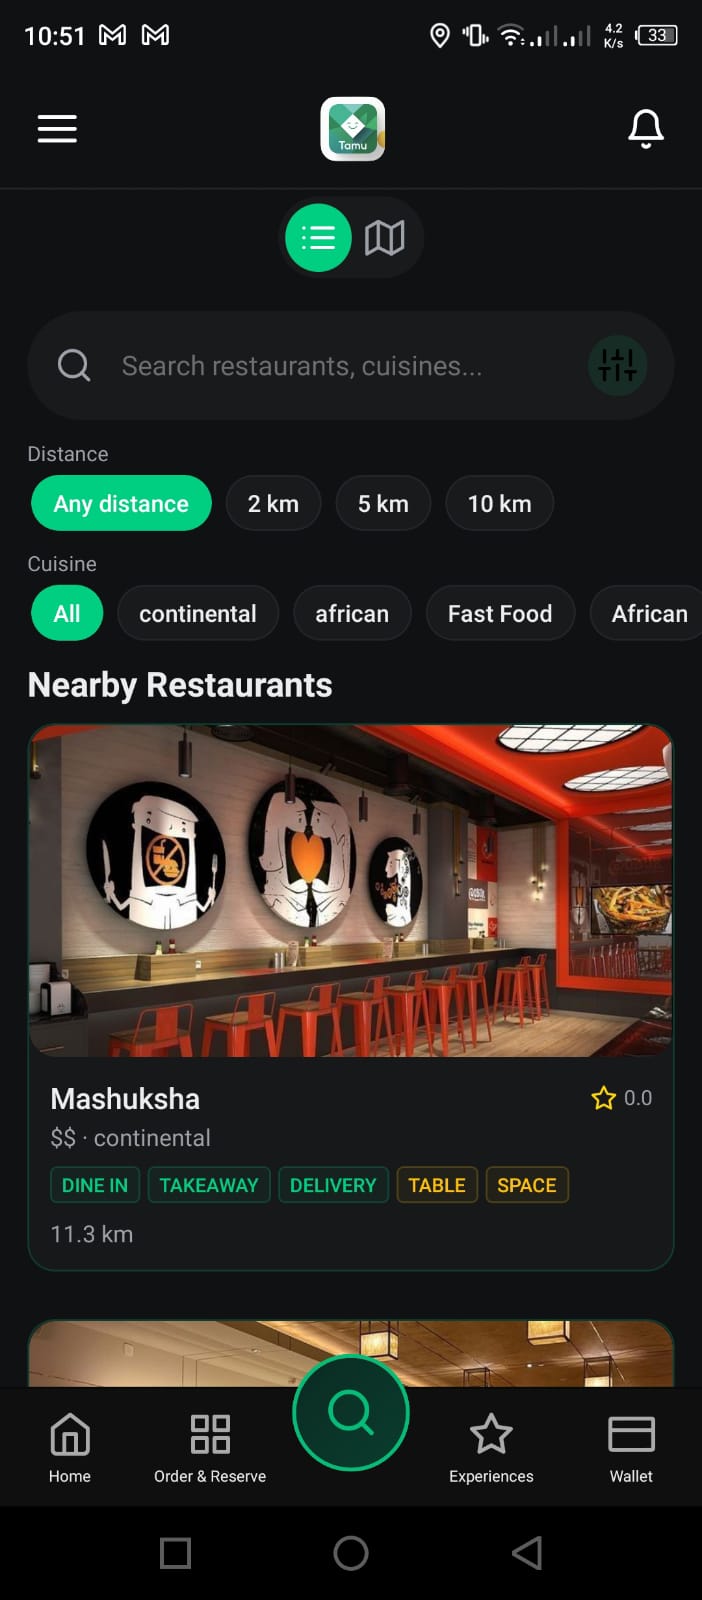 10:51
4.2
K/s
33
Tamu
Search restaurants, cuisines...
Distance
Any distance 2 km 5 km 10 km
Cuisine
All continental african Fast Food African
Nearby Restaurants
Mashuksha 0.0
$$ · continental
DINE IN TAKEAWAY DELIVERY TABLE SPACE
11.3 km
Home Order & Reserve Experiences Wallet